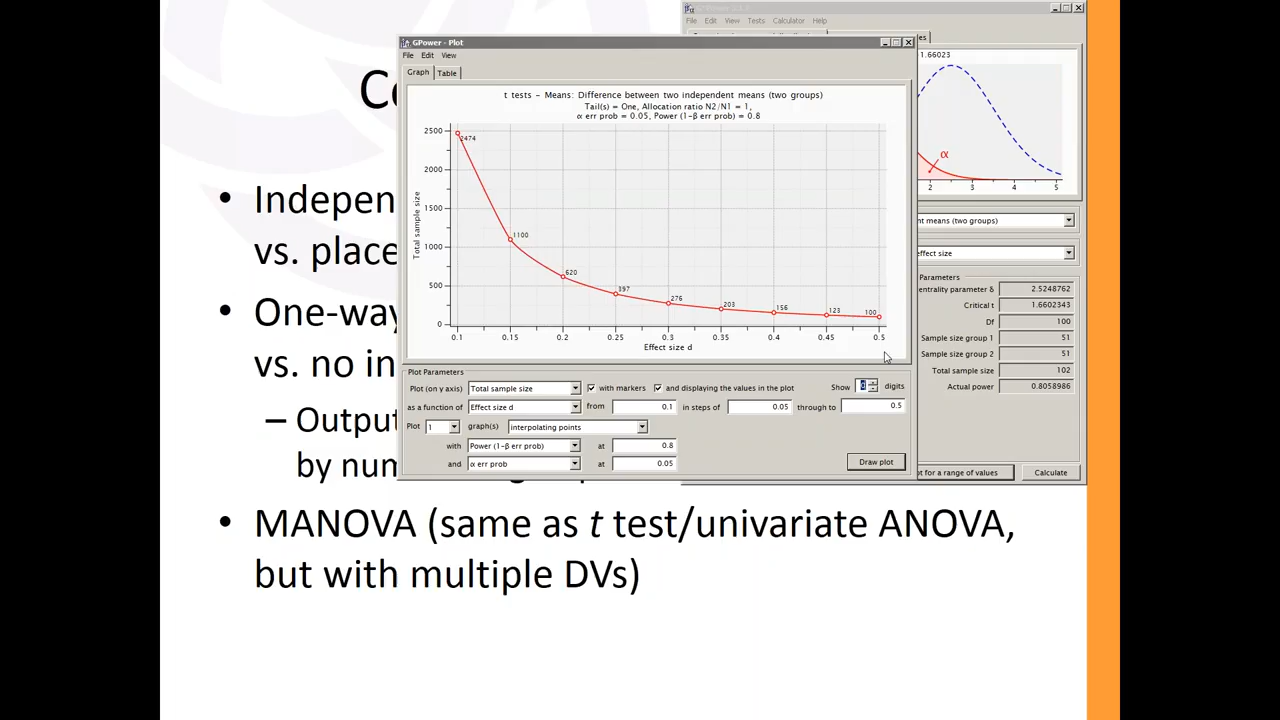 File Edit View Tests Calculator Help
GPower - Plot
File Edit View
Graph Table
1.66023
t tests - Means: Difference between two independent means (two groups)
Tail(s) = One, Allocation ratio N2/N1 = 1,
α err prob = 0.05, Power (1-β err prob) = 0.8
2500
2000
1500
1000
500
0
Total sample size
2474
1100
620
397
276
203
156
123
100
0.1 0.15 0.2 0.25 0.3 0.35 0.4 0.45 0.5
Effect size d
α
2 3 4 5
Plot Parameters
Plot (on y axis) Total sample size with markers and displaying the values in the plot Show digits
as a function of Effect size d from 0.1 in steps of 0.05 through to 0.5
Plot 1 graph(s) interpolating points
with Power (1-β err prob) at 0.8
and α err prob at 0.05
Draw plot
nt means (two groups)
effect size
Parameters
entrality parameter δ 2.5248762
Critical t 1.6602343
Df 100
Sample size group 1 51
Sample size group 2 51
Total sample size 102
Actual power 0.8058986
ot for a range of values Calculate
• Indepen
vs. place
• One-way
vs. no in
– Output
by num
• MANOVA (same as t test/univariate ANOVA,
but with multiple DVs)